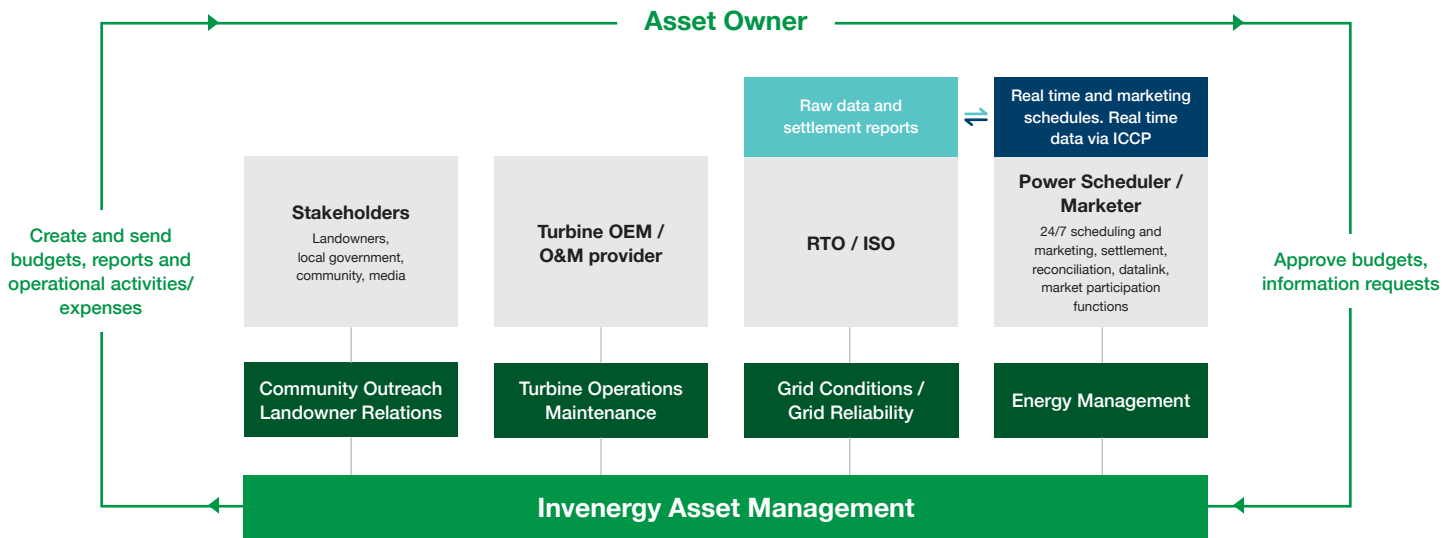 Asset Owner
Create and send
budgets, reports and
operational activities/
expenses
Raw data and
settlement reports
Real time and marketing
schedules. Real time
data via ICCP
Stakeholders
Landowners,
local government,
community, media
Turbine OEM /
O&M provider
RTO / ISO
Power Scheduler /
Marketer
24/7 scheduling and
marketing, settlement,
reconciliation, datalink,
market participation
functions
Approve budgets,
information requests
Community Outreach
Landowner Relations
Turbine Operations
Maintenance
Grid Conditions /
Grid Reliability
Energy Management
Invenergy Asset Management